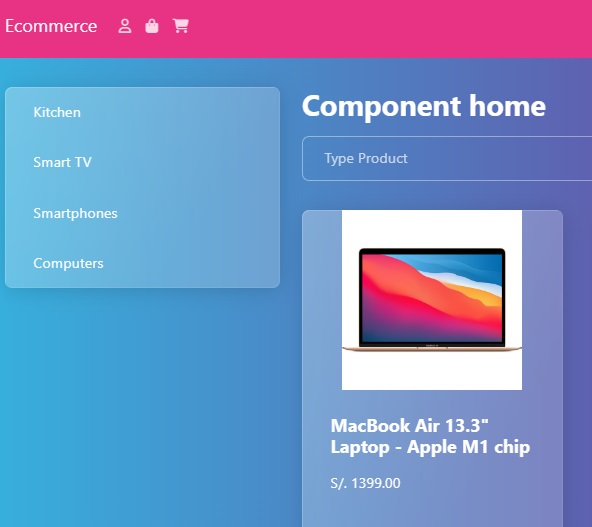 Ecommerce
Kitchen
Smart TV
Smartphones
Computers
Component home
Type Product
MacBook Air 13.3"
Laptop - Apple M1 chip
S/. 1399.00